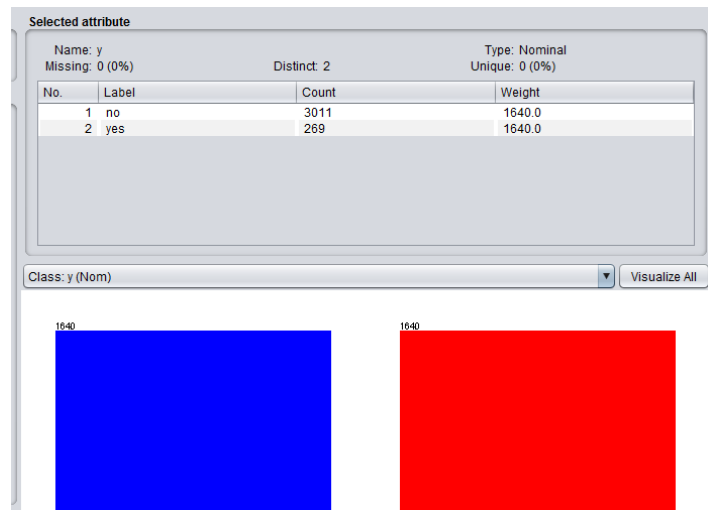 Selected attribute
Name: y Type: Nominal
Missing: 0 (0%) Distinct: 2 Unique: 0 (0%)
No. Label Count Weight
1 no 3011 1640.0
2 yes 269 1640.0
Class: y (Nom) Visualize All
1640 1640